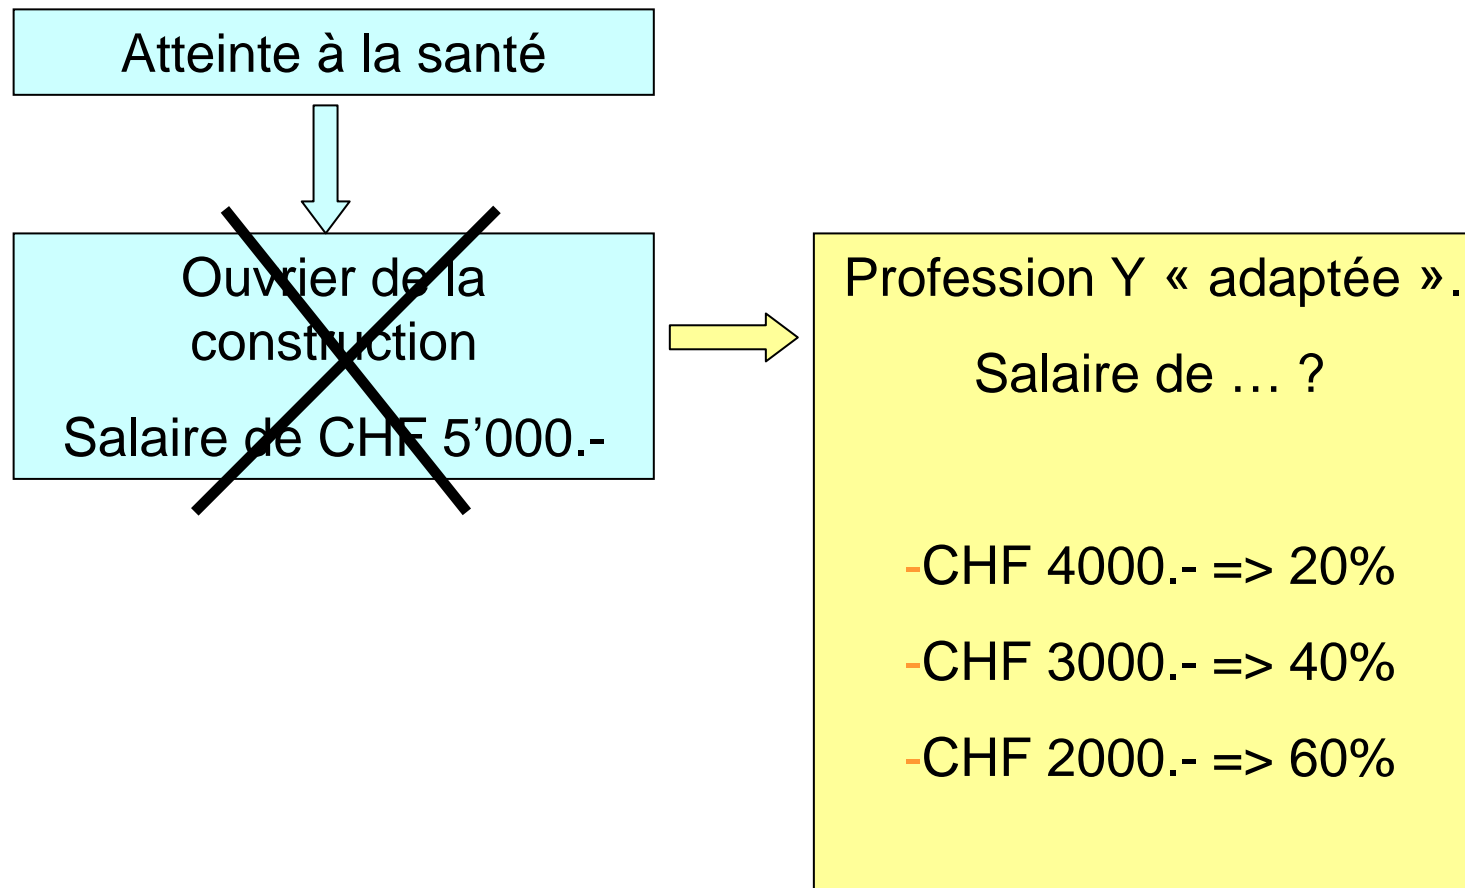 Atteinte à la santé
Ouvrier de la
construction
Salaire de CHF 5’000.-
Profession Y « adaptée ».
Salaire de … ?
-CHF 4000.- => 20%
-CHF 3000.- => 40%
-CHF 2000.- => 60%